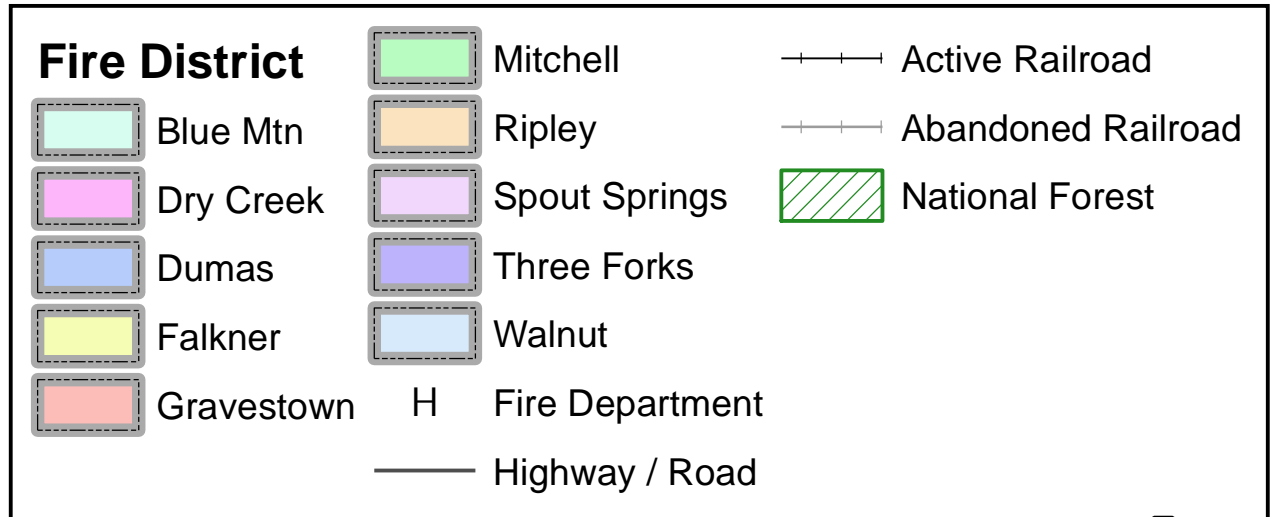 Fire District
Blue Mtn
Dry Creek
Dumas
Falkner
Gravestown
Mitchell
Ripley
Spout Springs
Three Forks
Walnut
H Fire Department
Highway / Road
Active Railroad
Abandoned Railroad
National Forest